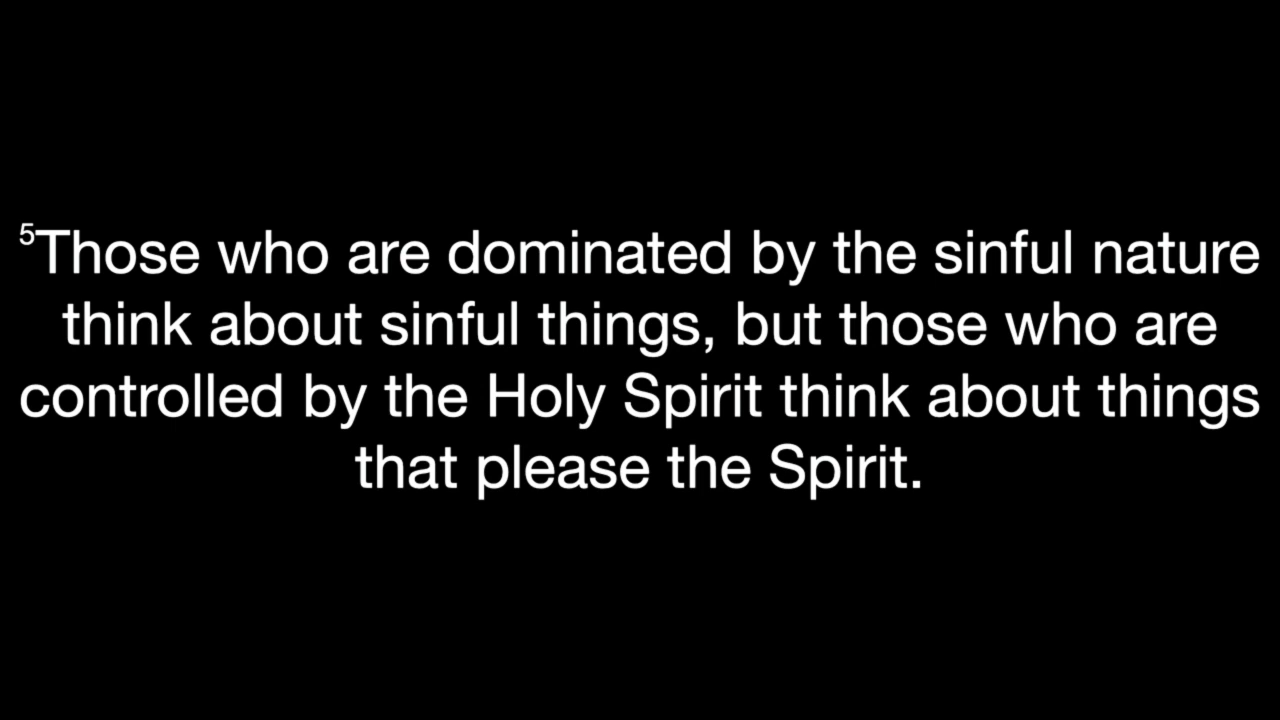 ⁵Those who are dominated by the sinful nature
think about sinful things, but those who are
controlled by the Holy Spirit think about things
that please the Spirit.